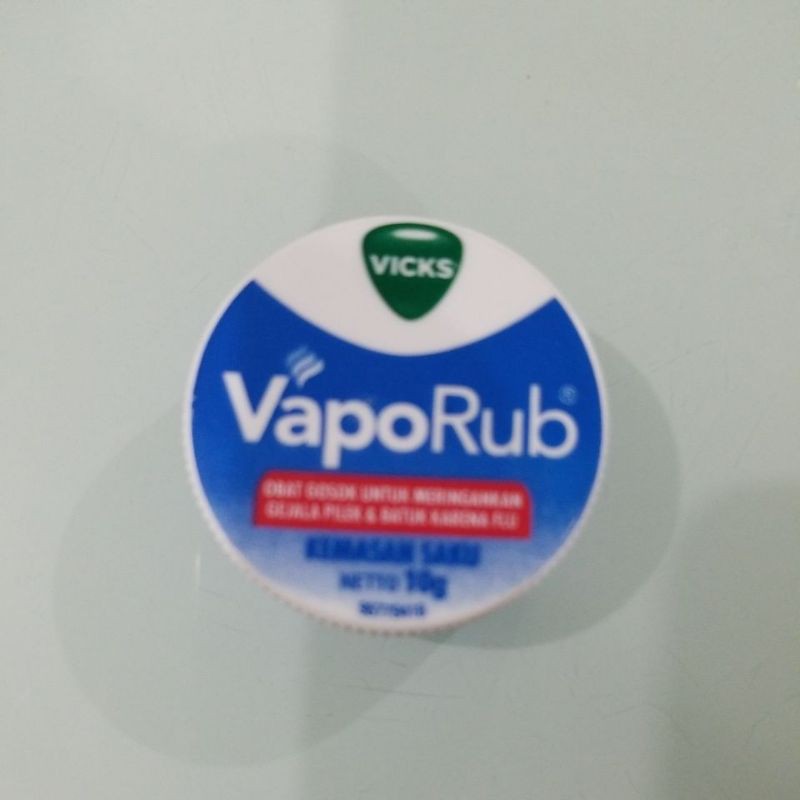 VICKS
VapoRub®
OBAT GOSOK UNTUK MERINGANKAN
GEJALA PILEK & BATUK KARENA FLU
KEMASAN SAKU
NETTO 10g